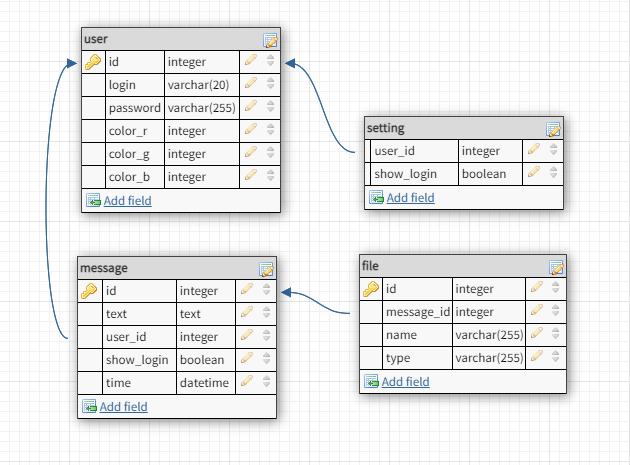 user
id integer
login varchar(20)
password varchar(255)
color_r integer
color_g integer
color_b integer
Add field
setting
user_id integer
show_login boolean
Add field
message
id integer
text text
user_id integer
show_login boolean
time datetime
Add field
file
id integer
message_id integer
name varchar(255)
type varchar(255)
Add field